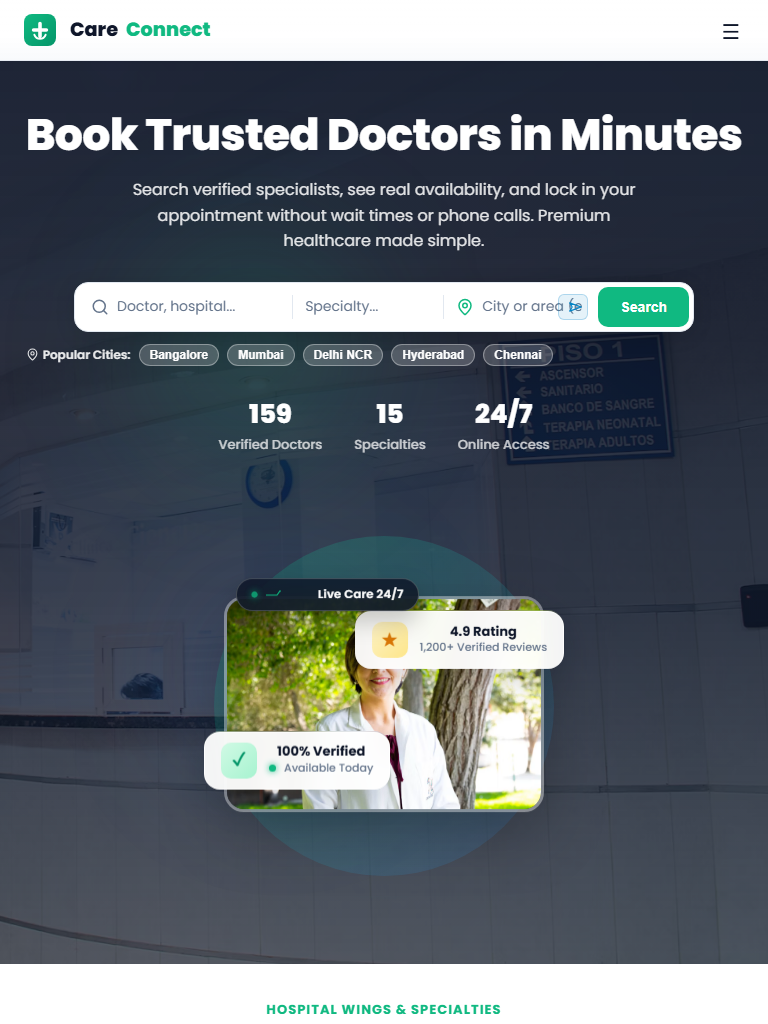 Care Connect
Book Trusted Doctors in Minutes
Search verified specialists, see real availability, and lock in your
appointment without wait times or phone calls. Premium
healthcare made simple.
Doctor, hospital...
Specialty...
City or area
Search
Popular Cities:
Bangalore
Mumbai
Delhi NCR
Hyderabad
Chennai
PISO 1
ASCENSOR
SANITARIO
BANCO DE SANGRE
TERAPIA NEONATAL
TERAPIA ADULTOS
159
Verified Doctors
15
Specialties
24/7
Online Access
Live Care 24/7
4.9 Rating
1,200+ Verified Reviews
100% Verified
Available Today
HOSPITAL WINGS & SPECIALTIES